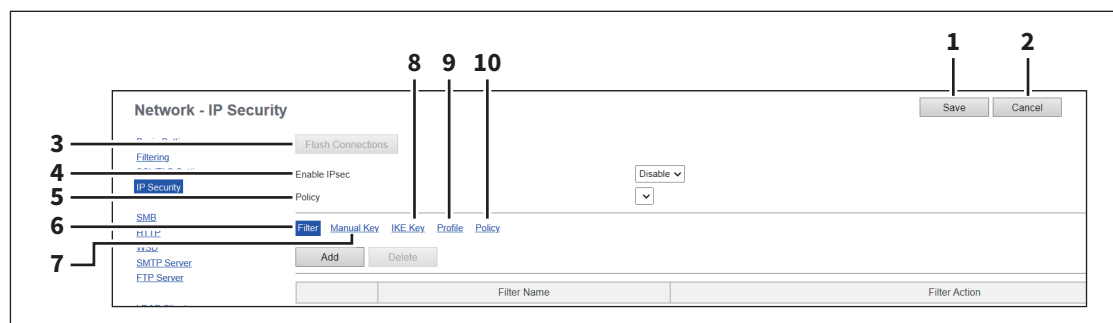 1 2
8 9 10
Network - IP Security
Save Cancel
3 Flush Connections
Filtering
4 Enable IPsec Disable
IP Security
5 Policy
SMB
6 Filter Manual Key IKE Key Profile Policy
HTTP
WSD
7 Add Delete
SMTP Server
FTP Server
Filter Name Filter Action